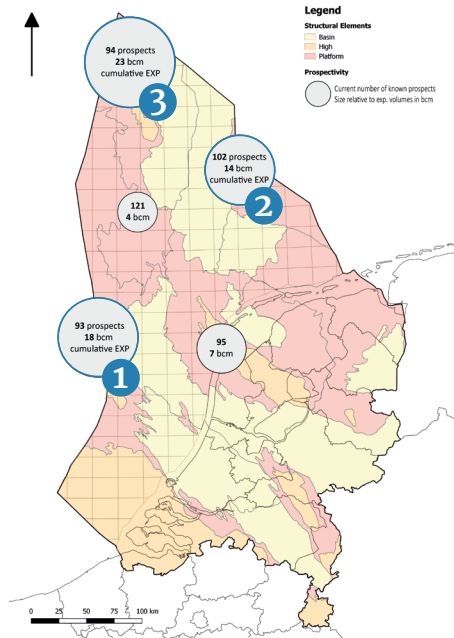 Legend
Structural Elements
Basin
High
Platform
Prospectivity
Current number of known prospects
Size relative to exp. volumes in bcm
94 prospects
23 bcm
cumulative EXP
3
102 prospects
14 bcm
cumulative EXP
2
121
4 bcm
93 prospects
18 bcm
cumulative EXP
1
95
7 bcm
0 25 50 75 100 km